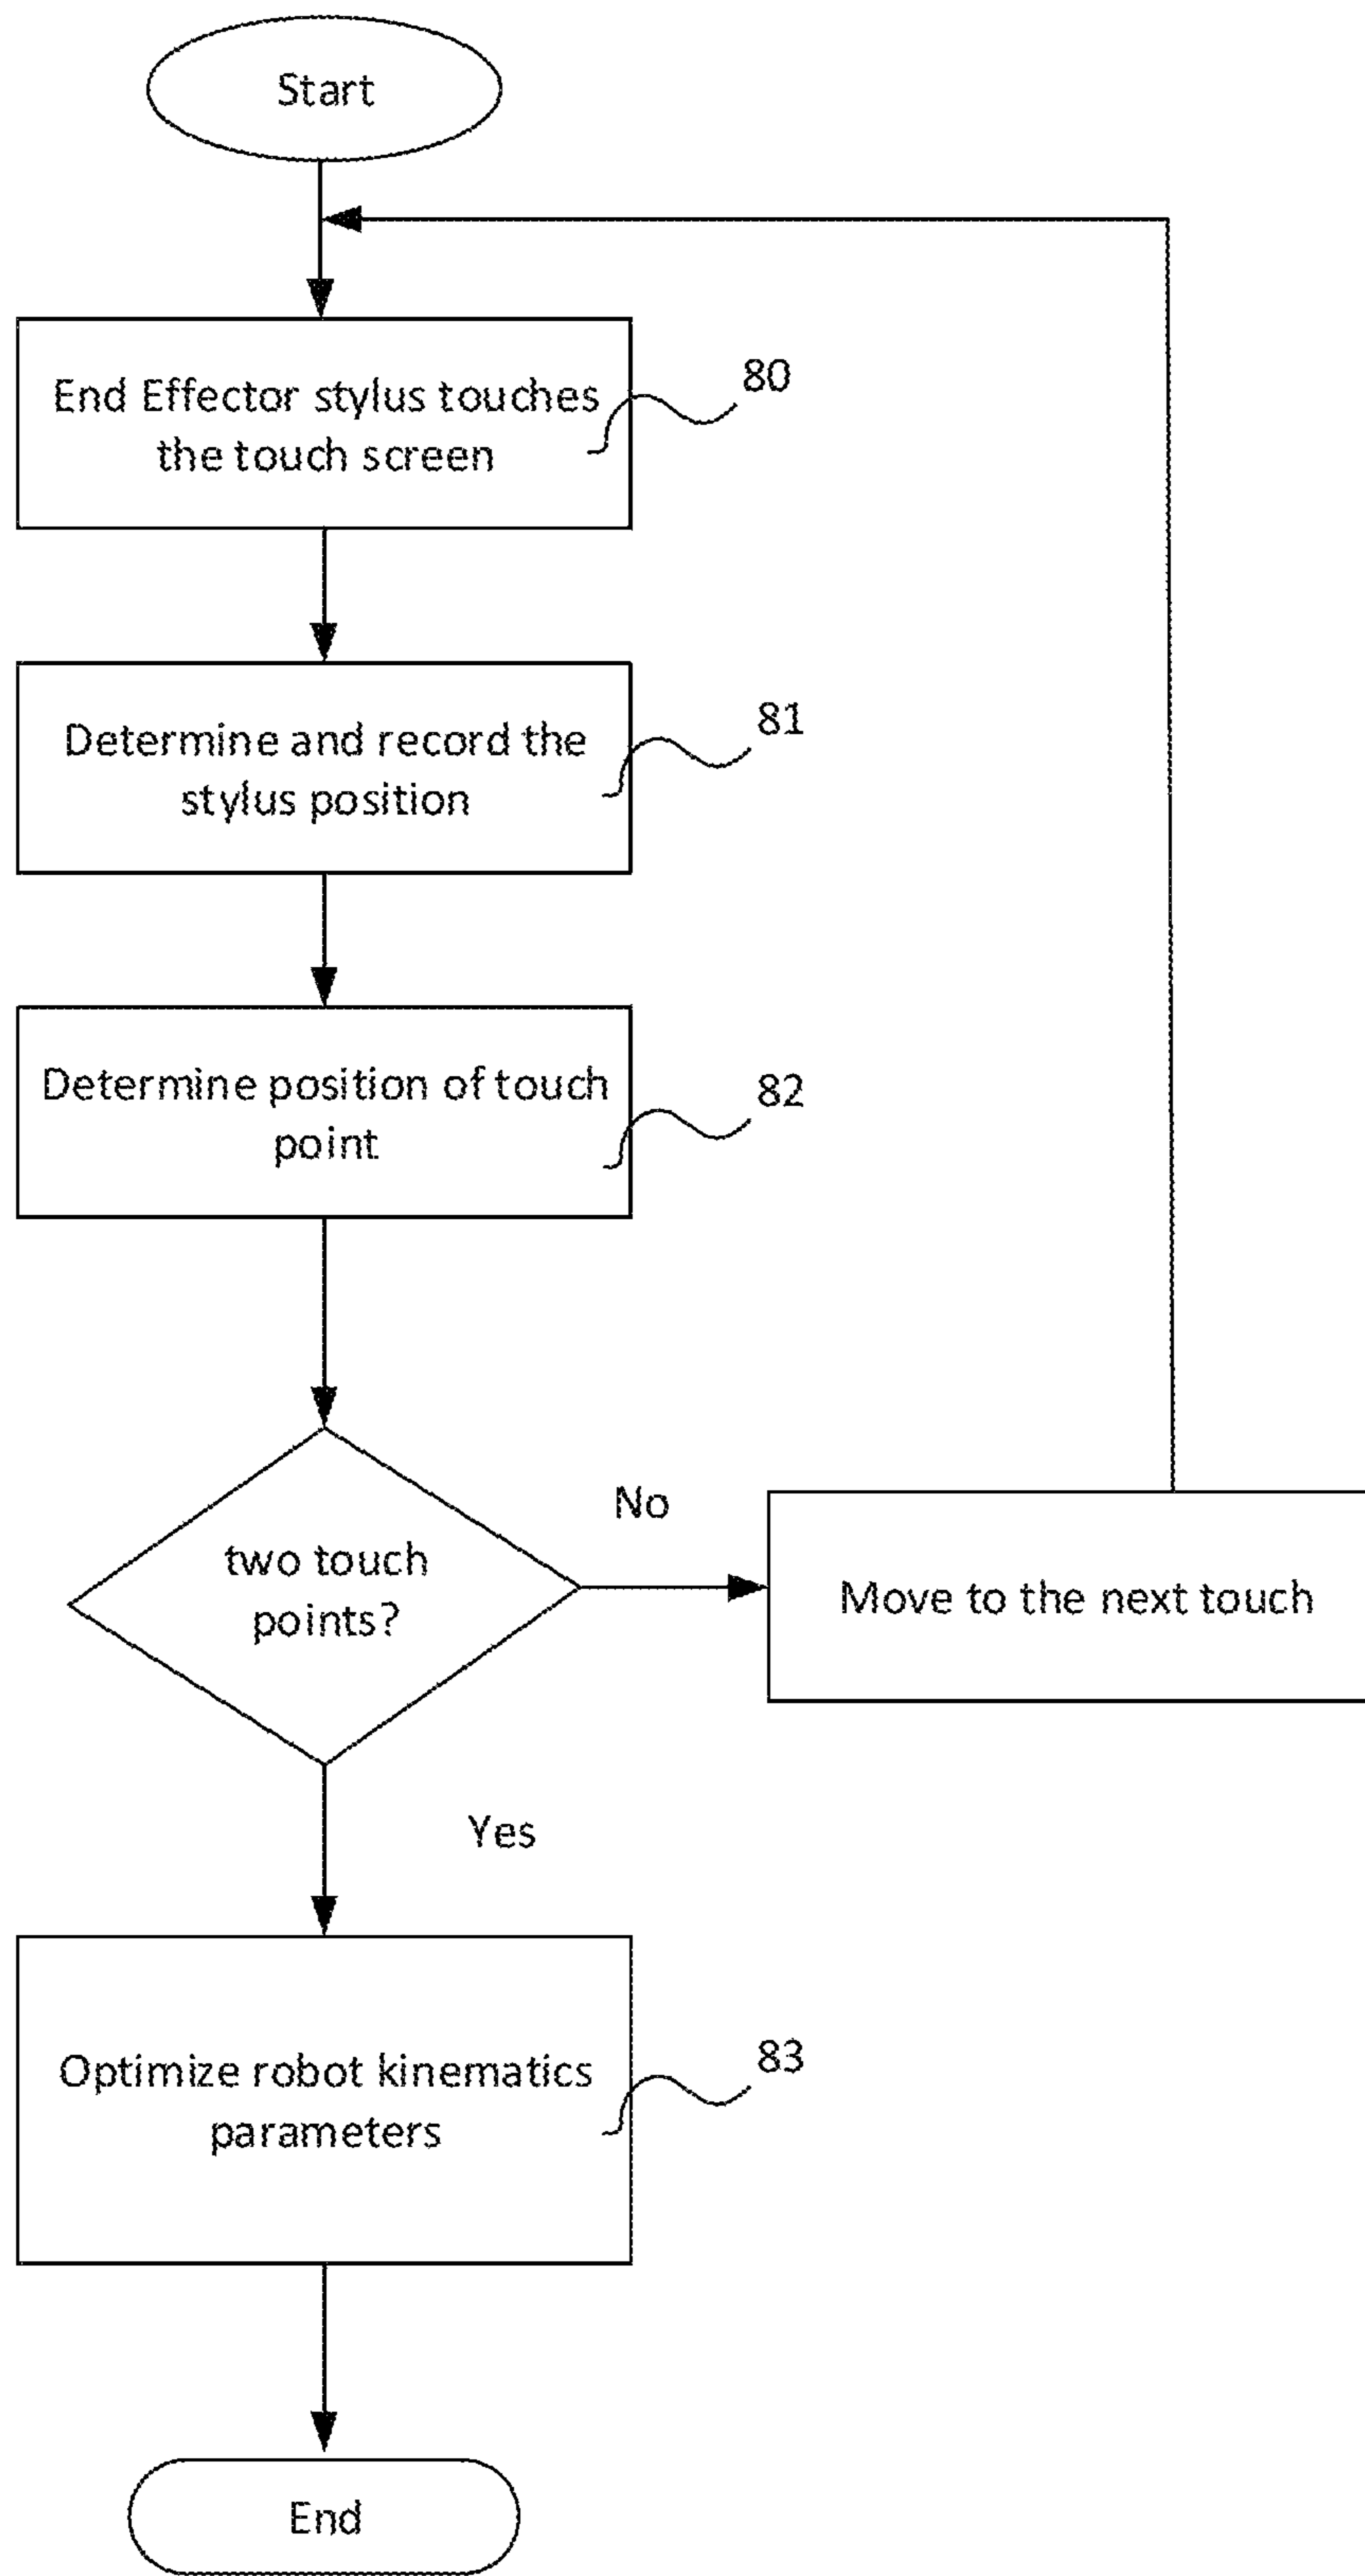 Start
End Effector stylus touches
the touch screen
80
Determine and record the
stylus position
81
Determine position of touch
point
82
two touch
points?
No
Move to the next touch
Yes
Optimize robot kinematics
parameters
83
End